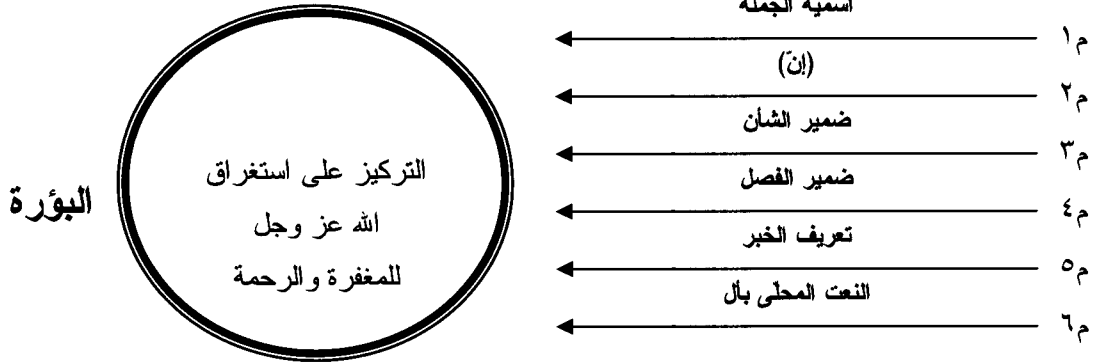 اسمية الجملة
م١
(إنّ)
م٢
ضمير الشأن
م٣
ضمير الفصل
م٤
تعريف الخبر
م٥
النعت المحلّى بأل
م٦
التركيز على استغراق
الله عز وجل
للمغفرة والرحمة
البؤرة